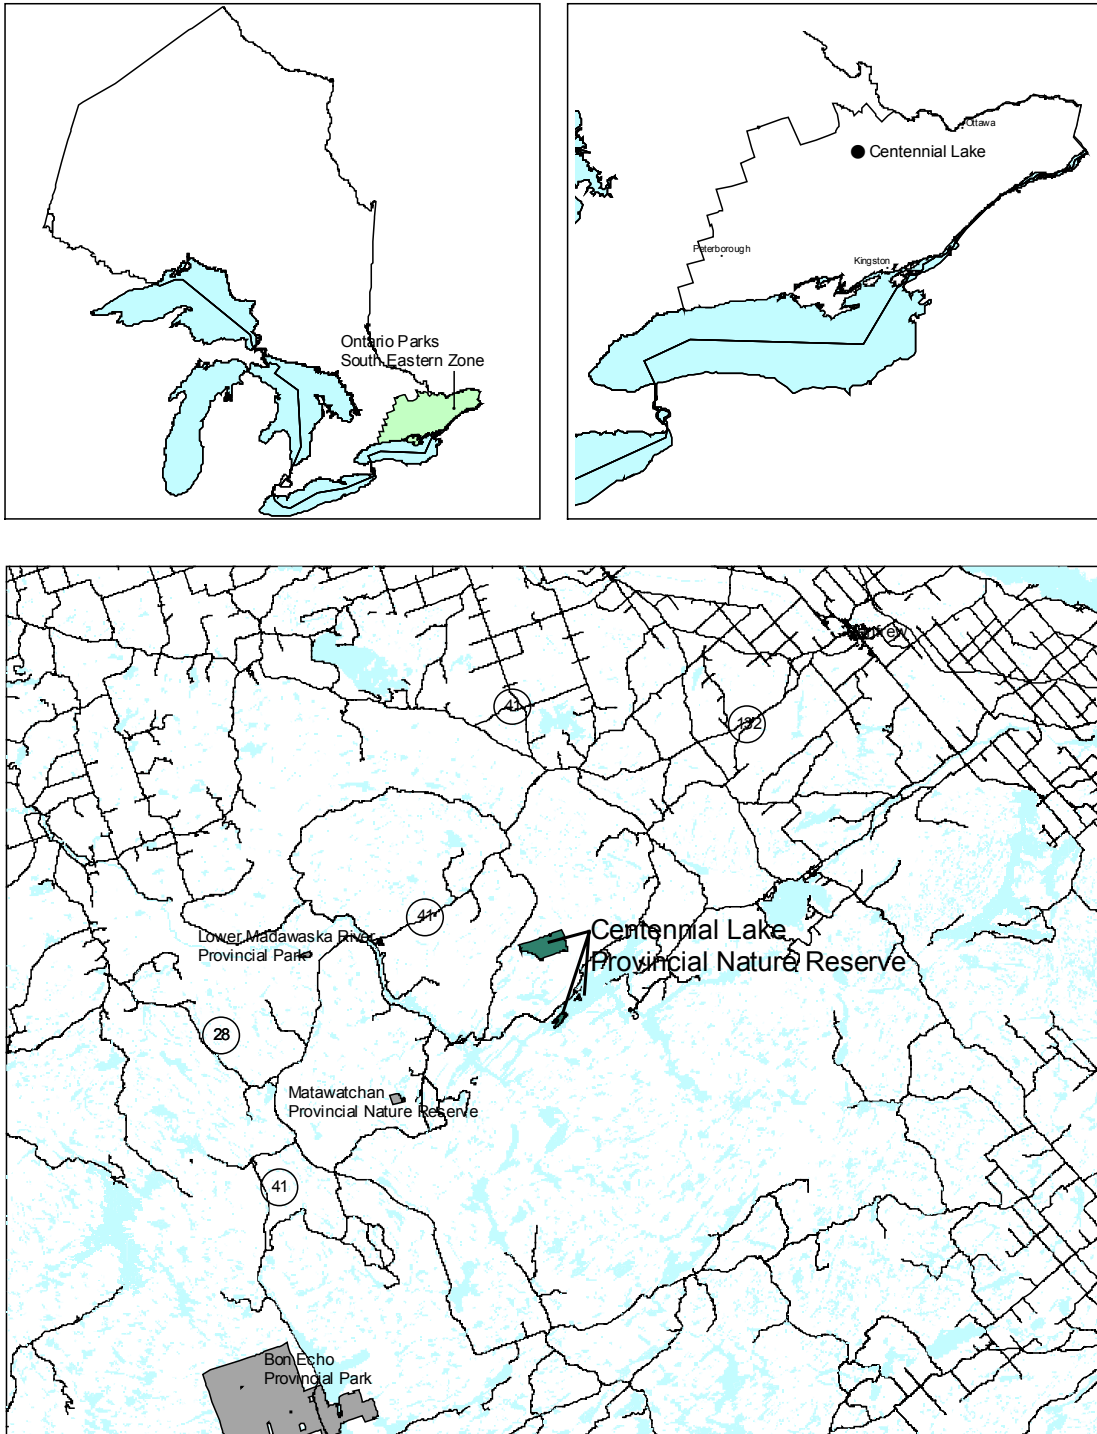 Ontario Parks
South Eastern Zone
Ottawa
Centennial Lake
Peterborough
Kingston
41
132
41
Centennial Lake
Provincial Nature Reserve
Lower Madawaska River
Provincial Park
28
Matawatchan
Provincial Nature Reserve
41
Bon Echo
Provincial Park